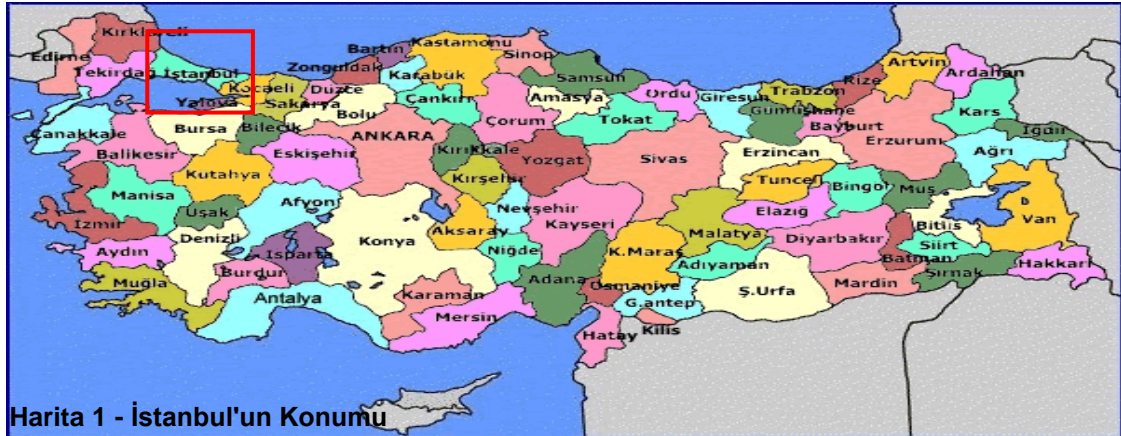 Kırklareli
Edirne
Tekirdağ
İstanbul
Kocaeli
Yalova
Sakarya
Düzce
Zonguldak
Bartın
Karabük
Kastamonu
Sinop
Samsun
Ordu
Giresun
Trabzon
Rize
Artvin
Ardahan
Çanakkale
Bursa
Bilecik
Bolu
Çankırı
Çorum
Amasya
Tokat
Gümüşhane
Bayburt
Kars
Iğdır
Balıkesir
Eskişehir
ANKARA
Kırıkkale
Yozgat
Sivas
Erzincan
Erzurum
Ağrı
Kütahya
Kırşehir
Tunceli
Bingöl
Muş
Manisa
Uşak
Afyon
Nevşehir
Kayseri
Malatya
Elazığ
Bitlis
Van
İzmir
Denizli
Konya
Aksaray
Niğde
K.Maraş
Adıyaman
Diyarbakır
Batman
Siirt
Aydın
Isparta
Burdur
Adana
Osmaniye
G.antep
Ş.Urfa
Mardin
Şırnak
Hakkari
Muğla
Antalya
Karaman
Mersin
Hatay
Kilis
Harita 1 - İstanbul'un Konumu